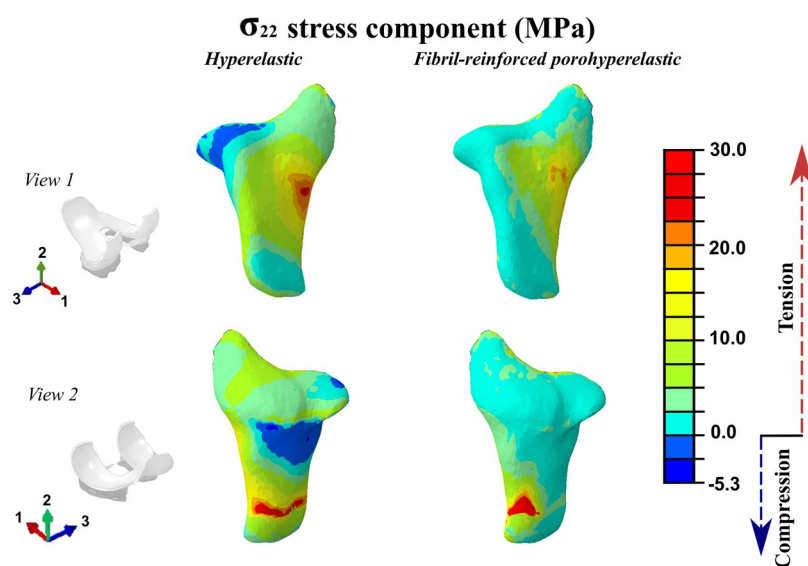 σ22 stress component (MPa)
Hyperelastic
Fibril-reinforced porohyperelastic
View 1
2
3
1
View 2
1
2
3
30.0
20.0
10.0
0.0
-5.3
Tension
Compression